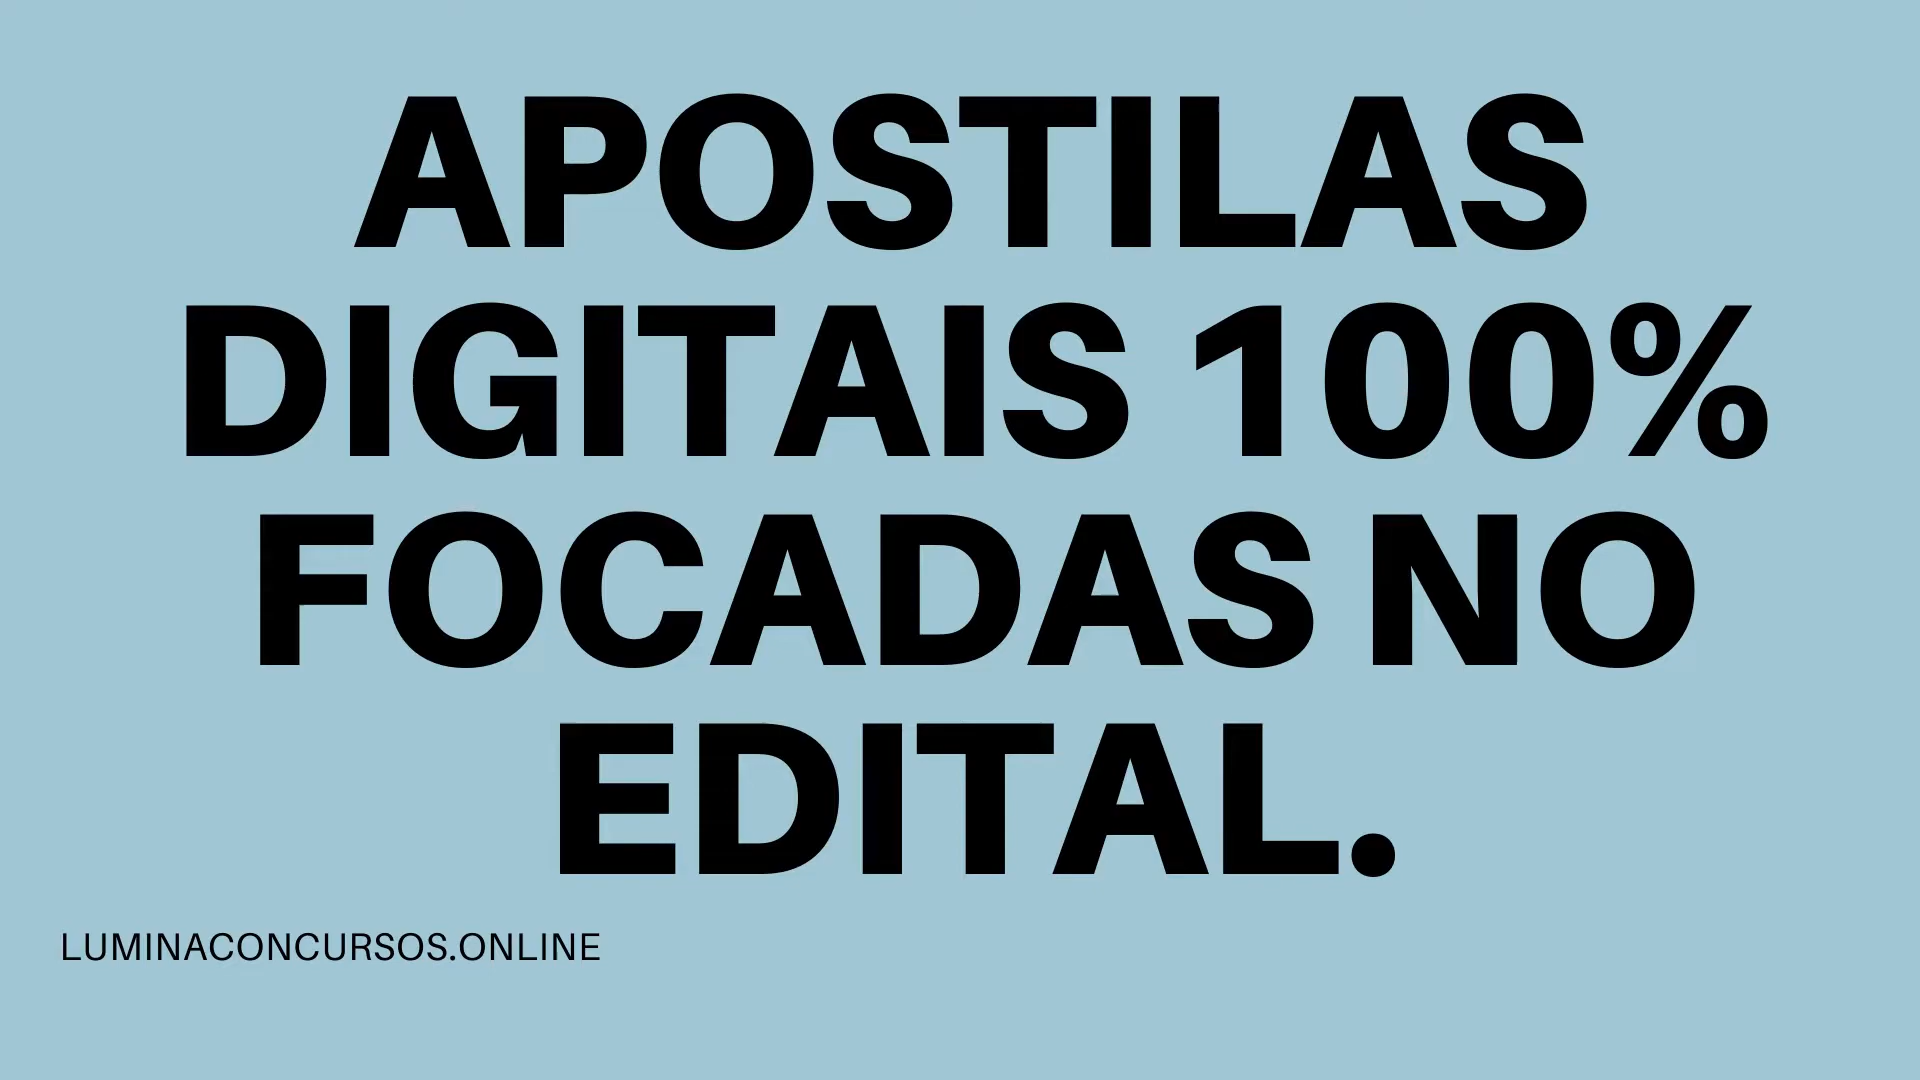 APOSTILAS
DIGITAIS 100%
FOCADAS NO
EDITAL.
LUMINACONCURSOS.ONLINE